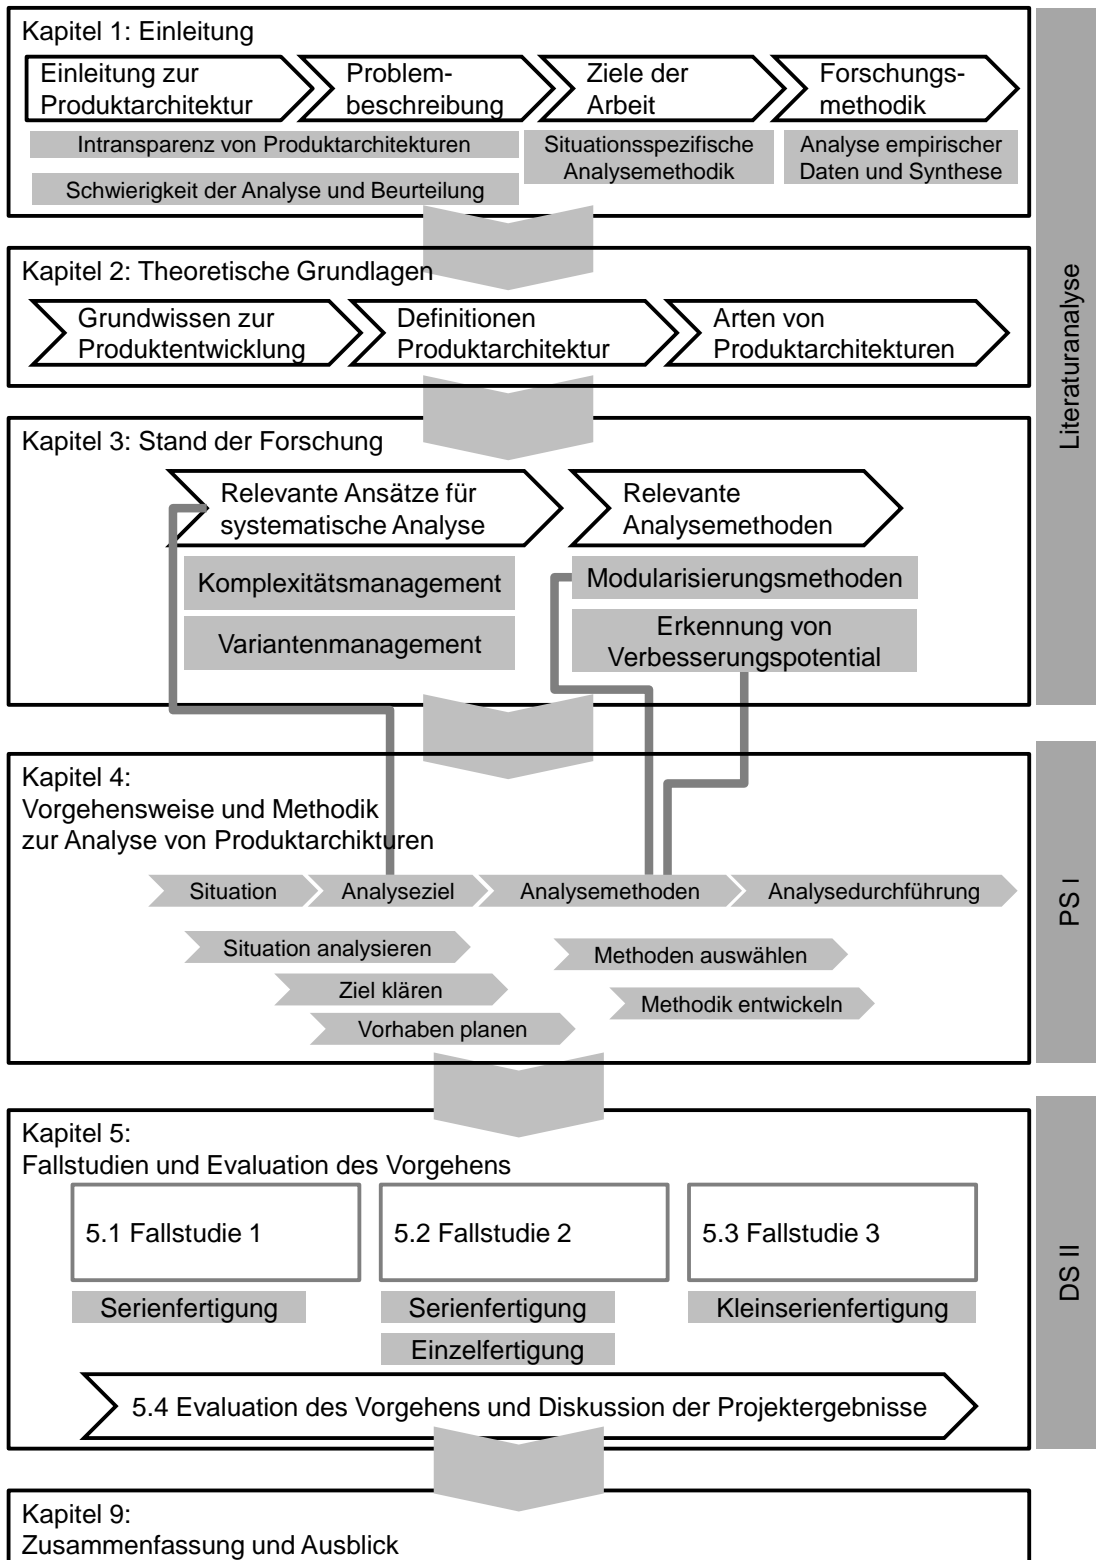 Kapitel 1: Einleitung
Einleitung zur
Produktarchitektur
Problem-
beschreibung
Ziele der
Arbeit
Forschungs-
methodik
Intransparenz von Produktarchitekturen
Schwierigkeit der Analyse und Beurteilung
Situationsspezifische
Analysemethodik
Analyse empirischer
Daten und Synthese
Kapitel 2: Theoretische Grundlagen
Grundwissen zur
Produktentwicklung
Definitionen
Produktarchitektur
Arten von
Produktarchitekturen
Kapitel 3: Stand der Forschung
Relevante Ansätze für
systematische Analyse
Relevante
Analysemethoden
Komplexitätsmanagement
Variantenmanagement
Modularisierungsmethoden
Erkennung von
Verbesserungspotential
Literaturanalyse
Kapitel 4:
Vorgehensweise und Methodik
zur Analyse von Produktarchikturen
Situation
Analyseziel
Analysemethoden
Analysedurchführung
Situation analysieren
Ziel klären
Vorhaben planen
Methoden auswählen
Methodik entwickeln
PS I
Kapitel 5:
Fallstudien und Evaluation des Vorgehens
5.1 Fallstudie 1
5.2 Fallstudie 2
5.3 Fallstudie 3
Serienfertigung
Serienfertigung
Einzelfertigung
Kleinserienfertigung
5.4 Evaluation des Vorgehens und Diskussion der Projektergebnisse
DS II
Kapitel 9:
Zusammenfassung und Ausblick